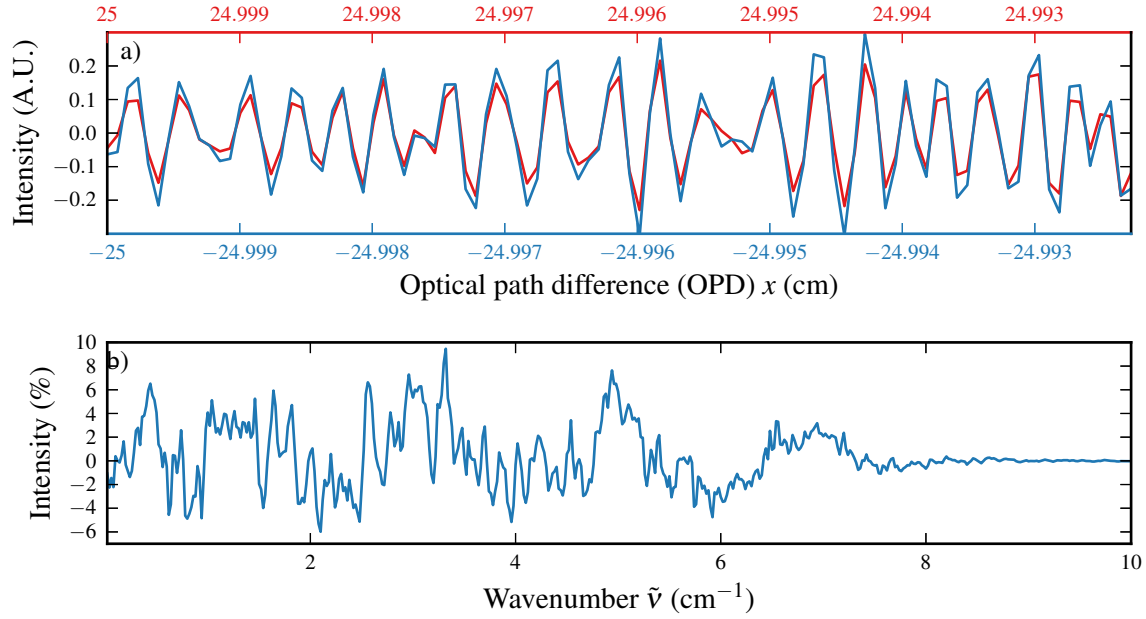 25 24.999 24.998 24.997 24.996 24.995 24.994 24.993
a)
Intensity (A.U.)
0.2
0.1
0.0
−0.1
−0.2
−25 −24.999 −24.998 −24.997 −24.996 −24.995 −24.994 −24.993
Optical path difference (OPD) x (cm)
b)
Intensity (%)
10
8
6
4
2
0
−2
−4
−6
2 4 6 8 10
Wavenumber ν̃ (cm⁻¹)